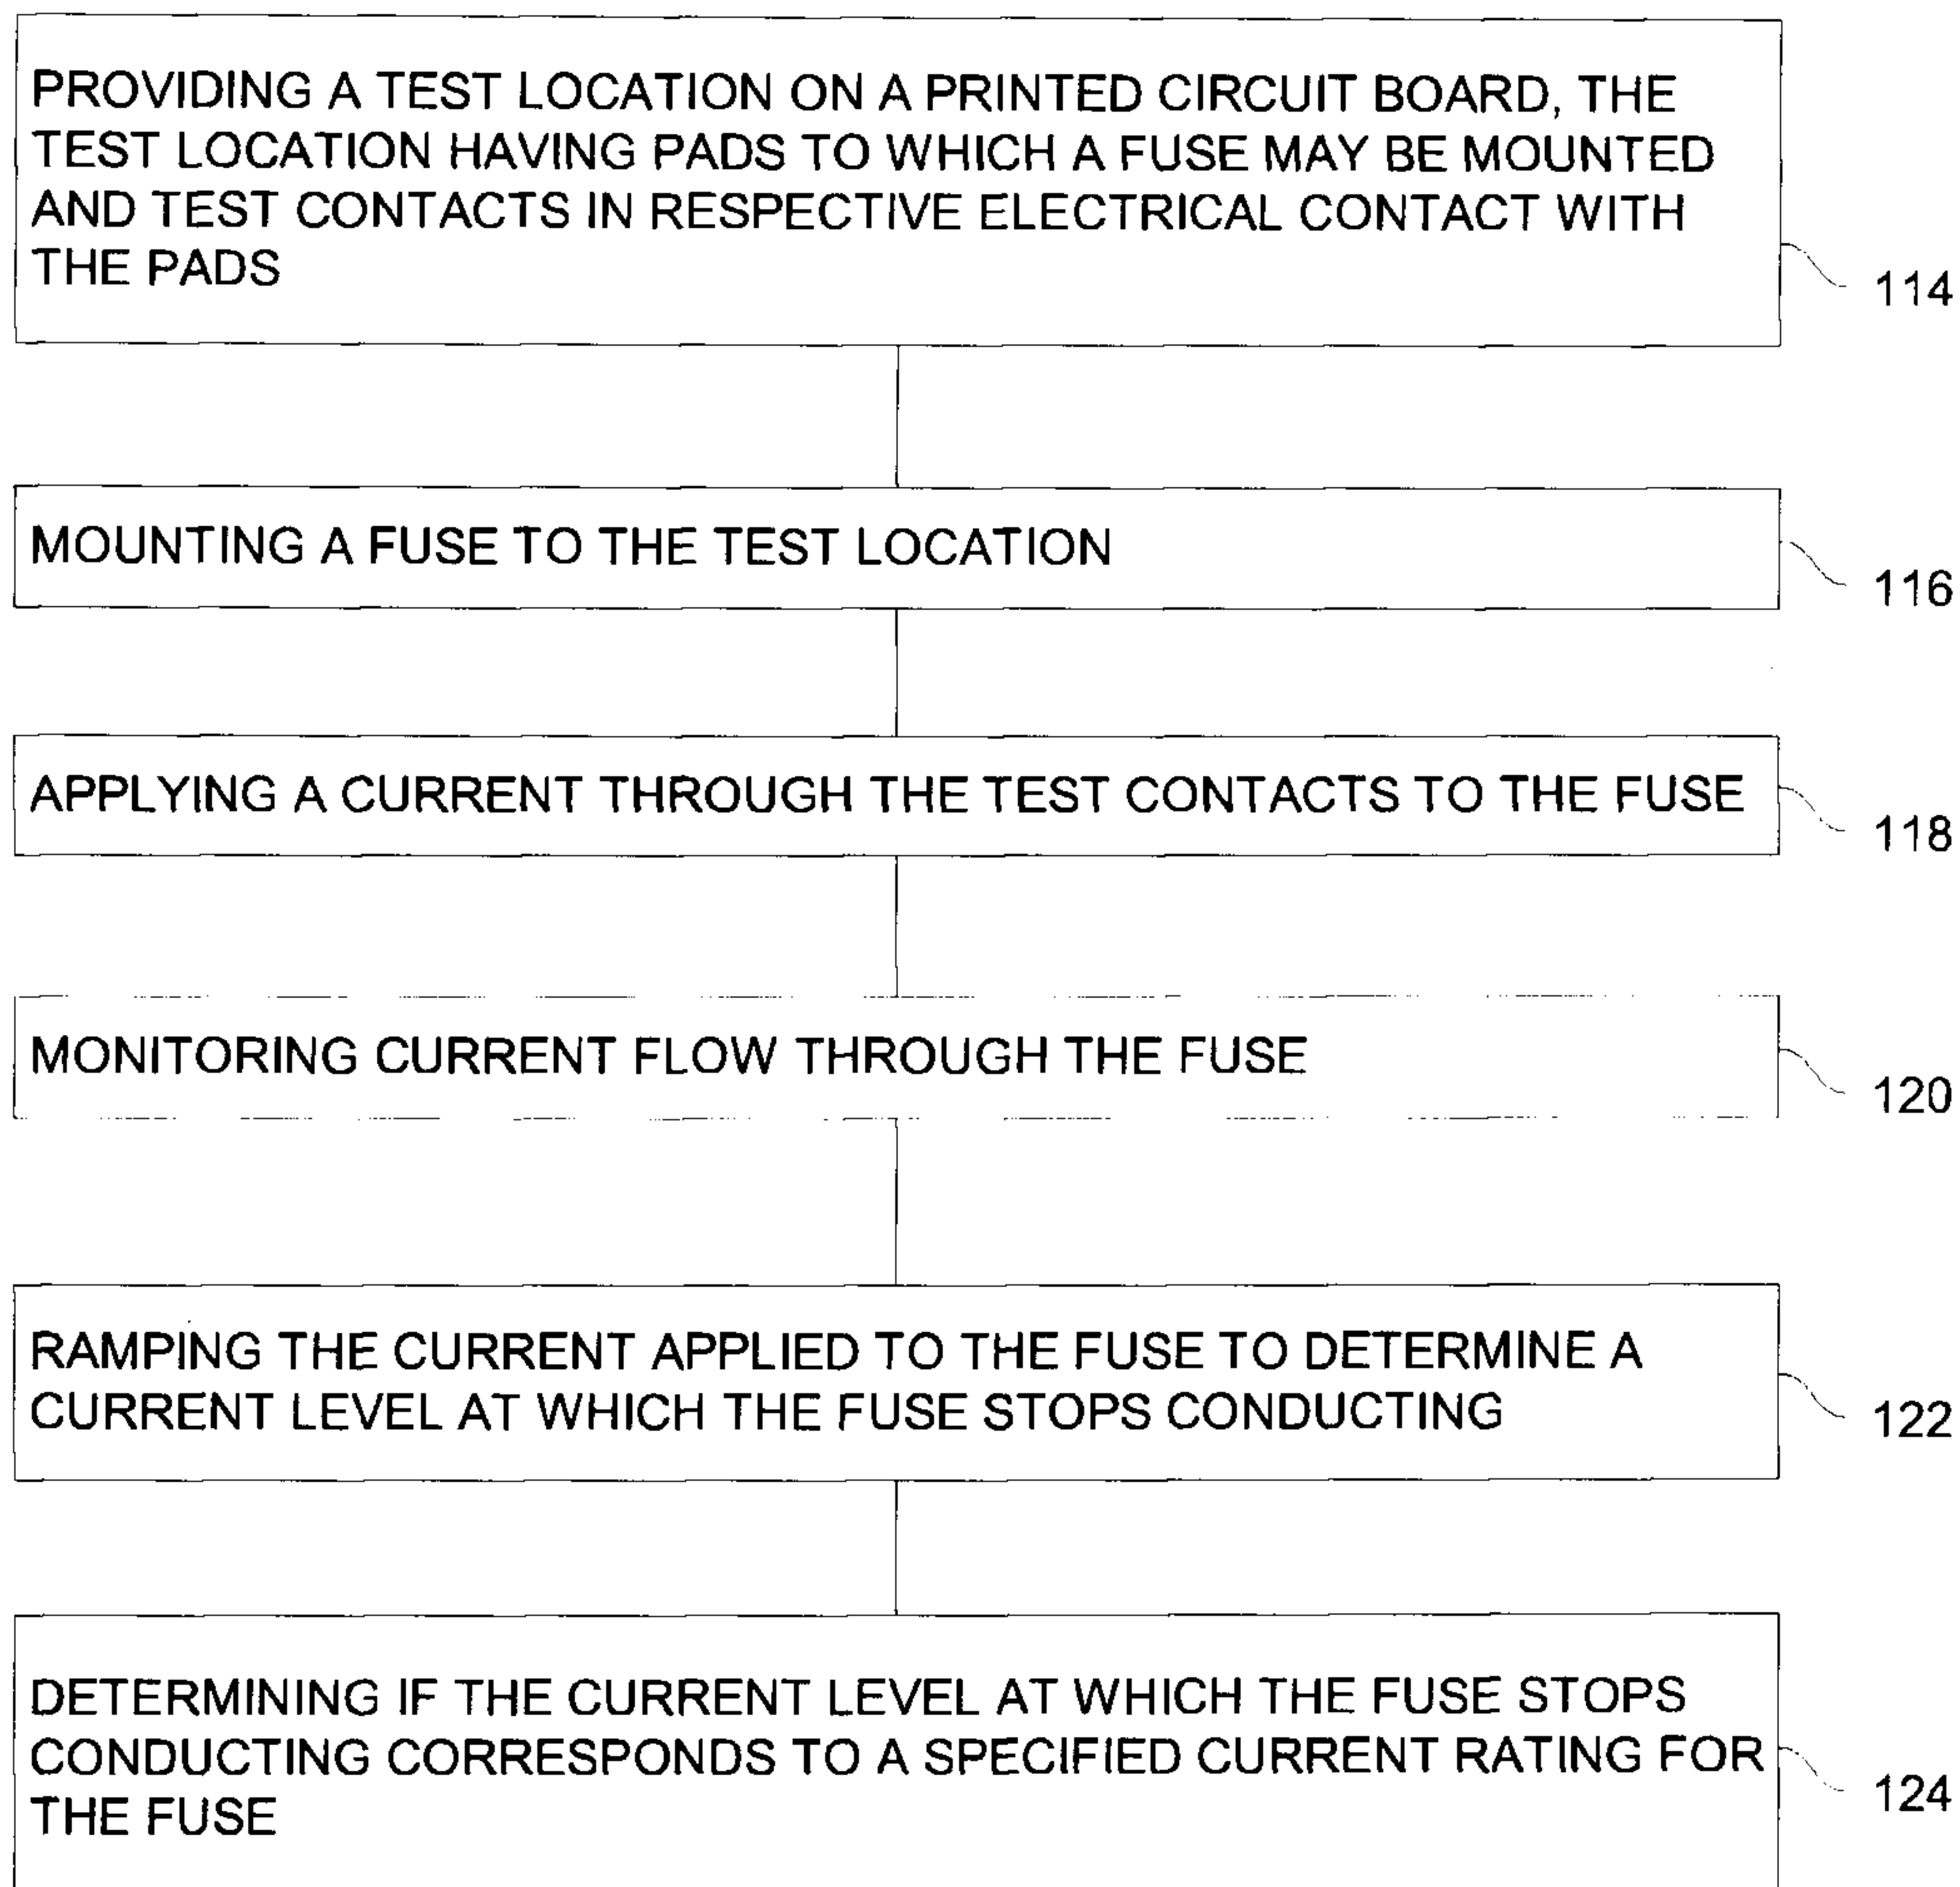 PROVIDING A TEST LOCATION ON A PRINTED CIRCUIT BOARD, THE
TEST LOCATION HAVING PADS TO WHICH A FUSE MAY BE MOUNTED
AND TEST CONTACTS IN RESPECTIVE ELECTRICAL CONTACT WITH
THE PADS
114
MOUNTING A FUSE TO THE TEST LOCATION
116
APPLYING A CURRENT THROUGH THE TEST CONTACTS TO THE FUSE
118
MONITORING CURRENT FLOW THROUGH THE FUSE
120
RAMPING THE CURRENT APPLIED TO THE FUSE TO DETERMINE A
CURRENT LEVEL AT WHICH THE FUSE STOPS CONDUCTING
122
DETERMINING IF THE CURRENT LEVEL AT WHICH THE FUSE STOPS
CONDUCTING CORRESPONDS TO A SPECIFIED CURRENT RATING FOR
THE FUSE
124